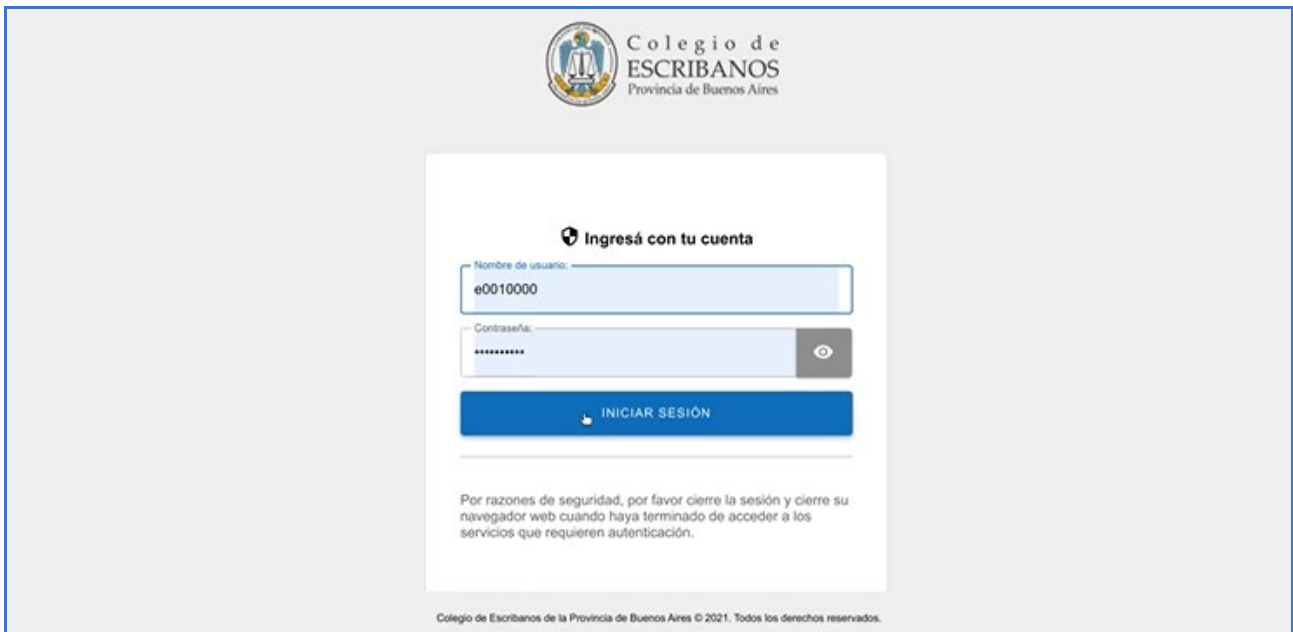 Colegio de
ESCRIBANOS
Provincia de Buenos Aires
Ingresá con tu cuenta
Nombre de usuario:
e0010000
Contraseña:
••••••••••
INICIAR SESIÓN
Por razones de seguridad, por favor cierre la sesión y cierre su
navegador web cuando haya terminado de acceder a los
servicios que requieren autenticación.
Colegio de Escribanos de la Provincia de Buenos Aires © 2021. Todos los derechos reservados.